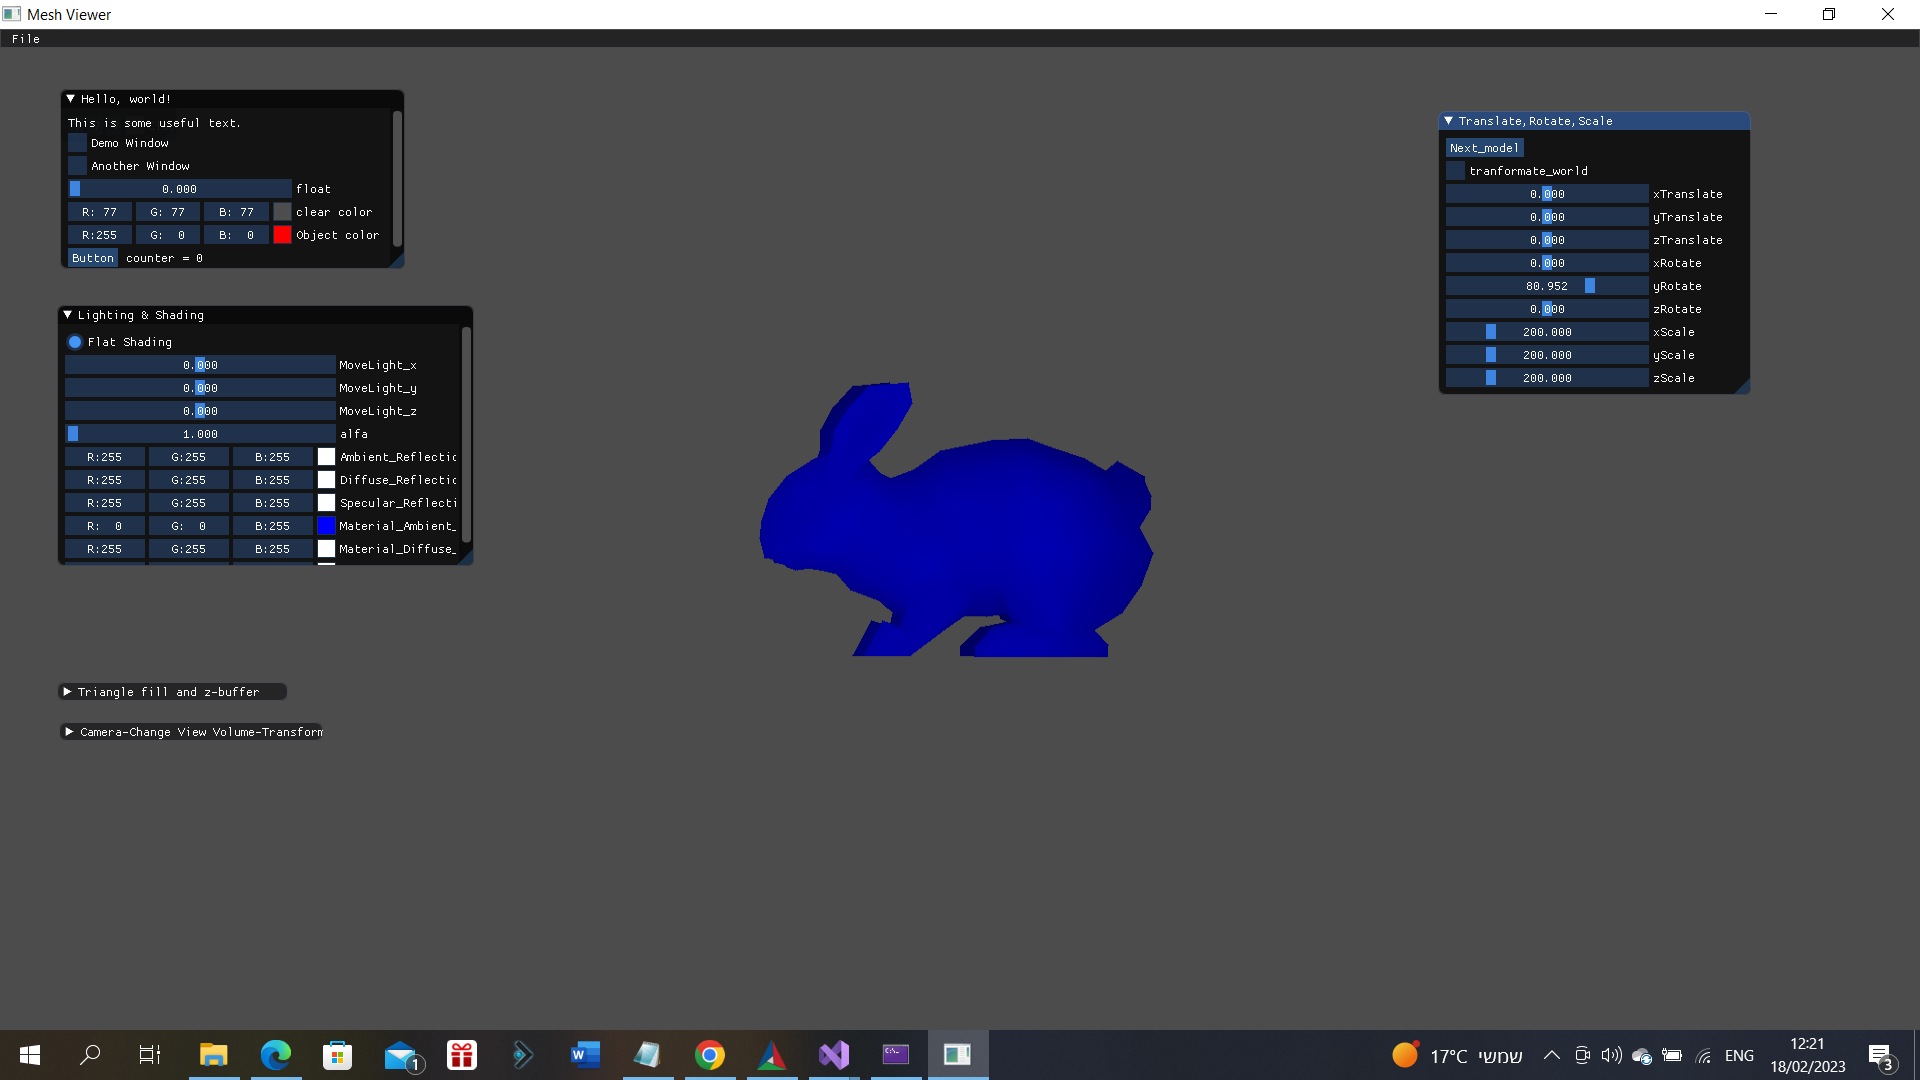 Mesh Viewer
File
Hello, world!
This is some useful text.
Demo Window
Another Window
0.000 float
R: 77 G: 77 B: 77 clear color
R:255 G: 0 B: 0 Object color
Button counter = 0
Lighting & Shading
Flat Shading
0.000 MoveLight_x
0.000 MoveLight_y
0.000 MoveLight_z
1.000 alfa
R:255 G:255 B:255 Ambient_Reflectic
R:255 G:255 B:255 Diffuse_Reflectic
R:255 G:255 B:255 Specular_Reflecti
R: 0 G: 0 B:255 Material_Ambient_
R:255 G:255 B:255 Material_Diffuse_
Triangle fill and z-buffer
Camera-Change View Volume-Transform
Translate,Rotate,Scale
Next_model
tranformate_world
0.000 xTranslate
0.000 yTranslate
0.000 zTranslate
0.000 xRotate
80.952 yRotate
0.000 zRotate
200.000 xScale
200.000 yScale
200.000 zScale
1
W
C:\_
17°C שמשי
ENG
12:21
18/02/2023
3